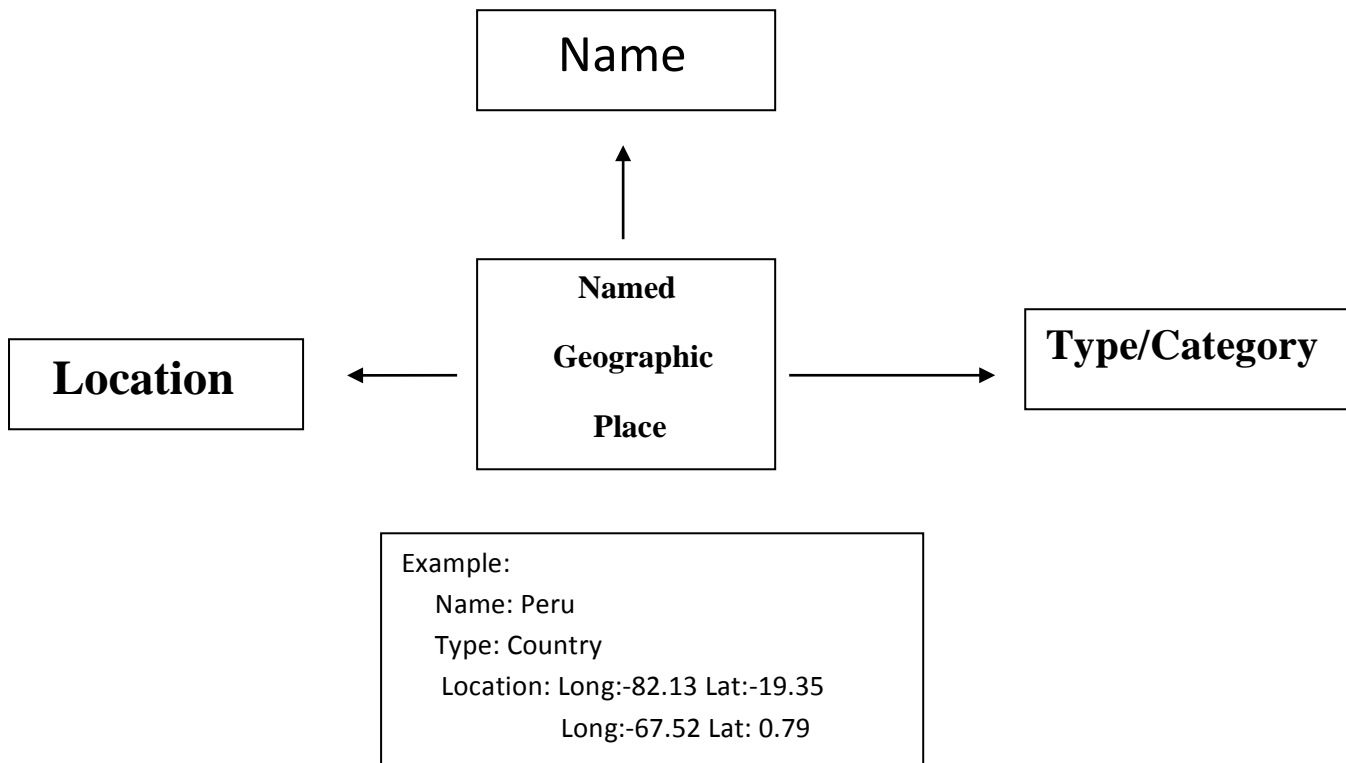 Name
Named
Geographic
Place
Location
Type/Category
Example:
Name: Peru
Type: Country
Location: Long:-82.13 Lat:-19.35
Long:-67.52 Lat: 0.79